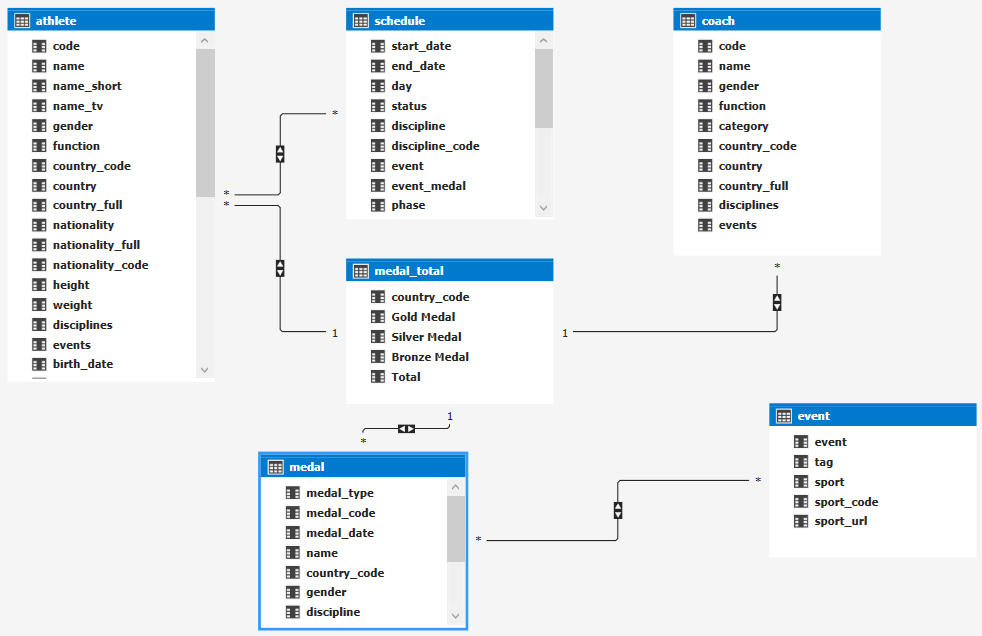 athlete
code
name
name_short
name_tv
gender
function
country_code
country
country_full
nationality
nationality_full
nationality_code
height
weight
disciplines
events
birth_date
schedule
start_date
end_date
day
status
discipline
discipline_code
event
event_medal
phase
coach
code
name
gender
function
category
country_code
country
country_full
disciplines
events
*
*
*
1
medal_total
country_code
Gold Medal
Silver Medal
Bronze Medal
Total
*
1
1
*
medal
medal_type
medal_code
medal_date
name
country_code
gender
discipline
*
*
event
event
tag
sport
sport_code
sport_url